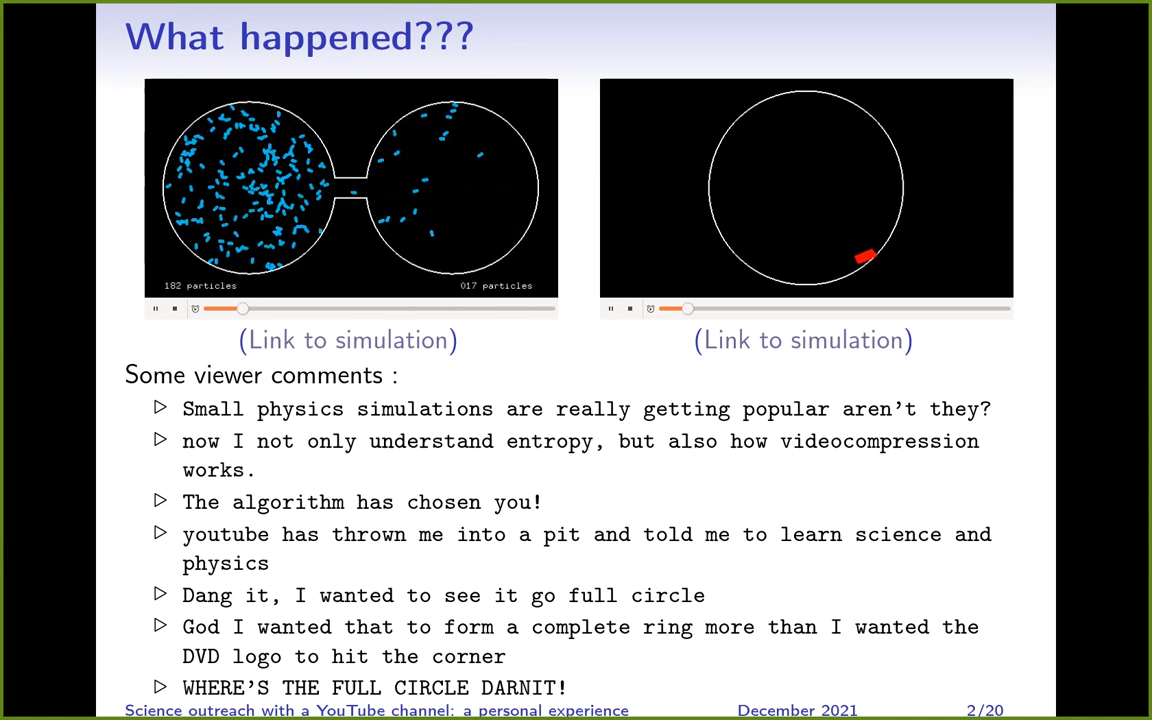 What happened???
182 particles
017 particles
(Link to simulation)
(Link to simulation)
Some viewer comments :
Small physics simulations are really getting popular aren't they?
now I not only understand entropy, but also how videocompression
works.
The algorithm has chosen you!
youtube has thrown me into a pit and told me to learn science and
physics
Dang it, I wanted to see it go full circle
God I wanted that to form a complete ring more than I wanted the
DVD logo to hit the corner
WHERE'S THE FULL CIRCLE DARNIT!
Science outreach with a YouTube channel: a personal experience
December 2021
2/20